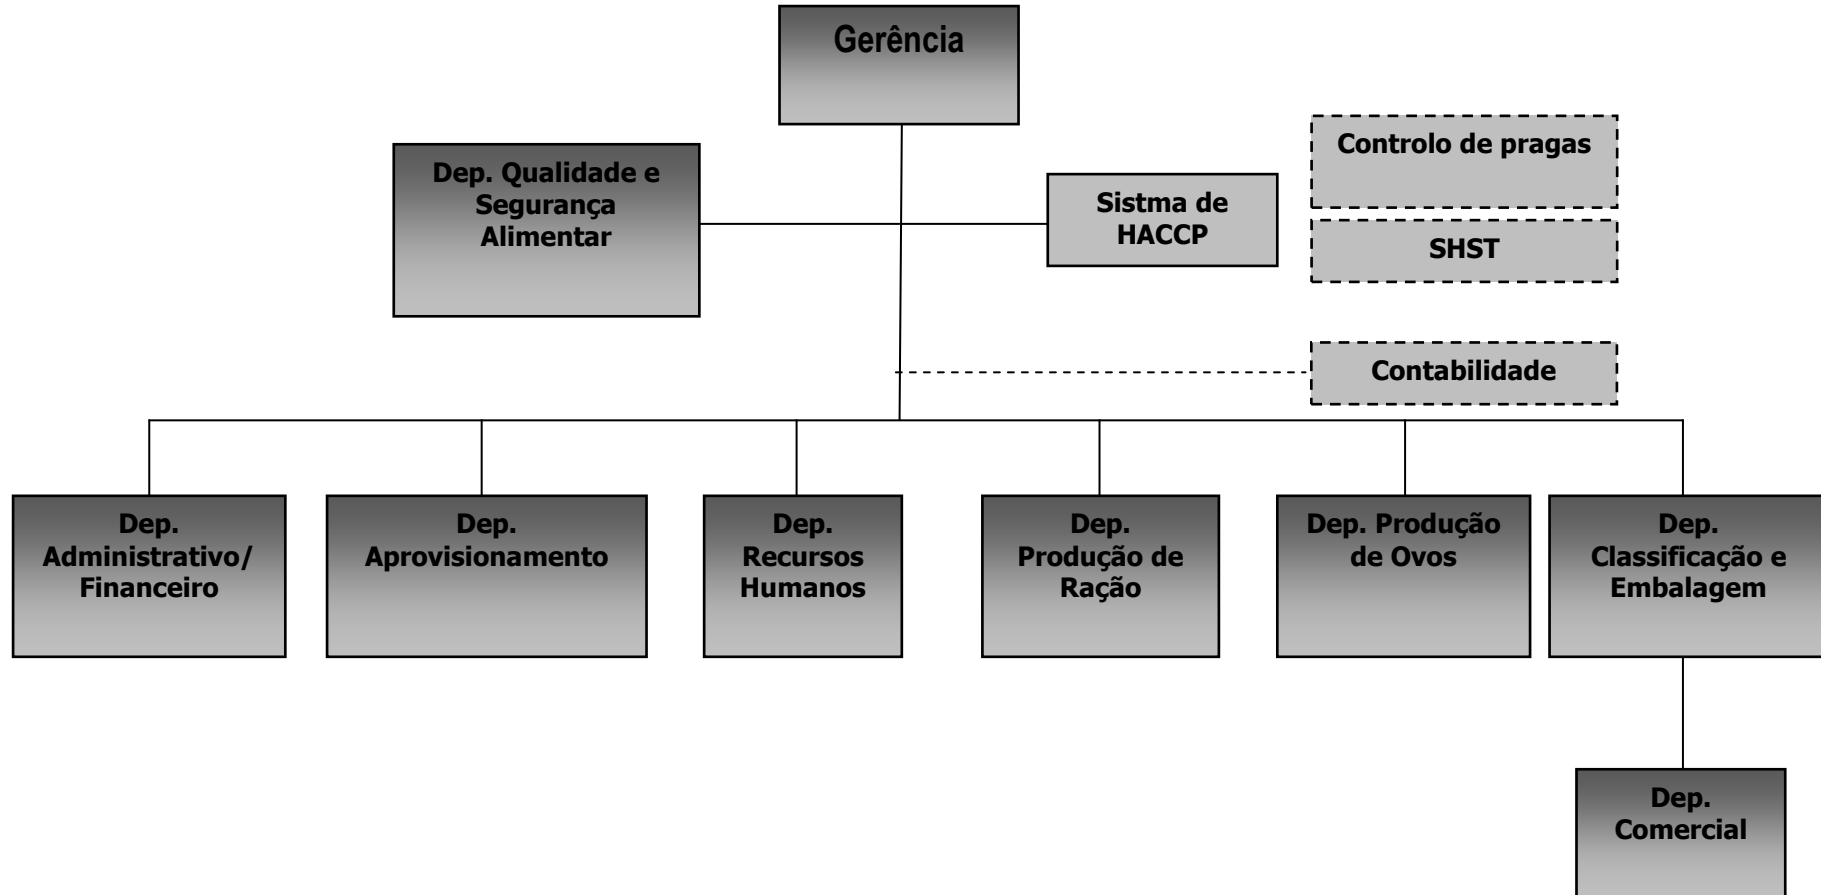 Gerência
Controlo de pragas
Dep. Qualidade e
Segurança
Alimentar
Sistma de
HACCP
SHST
Contabilidade
Dep.
Administrativo/
Financeiro
Dep.
Aprovisionamento
Dep.
Recursos
Humanos
Dep.
Produção de
Ração
Dep. Produção
de Ovos
Dep.
Classificação e
Embalagem
Dep.
Comercial